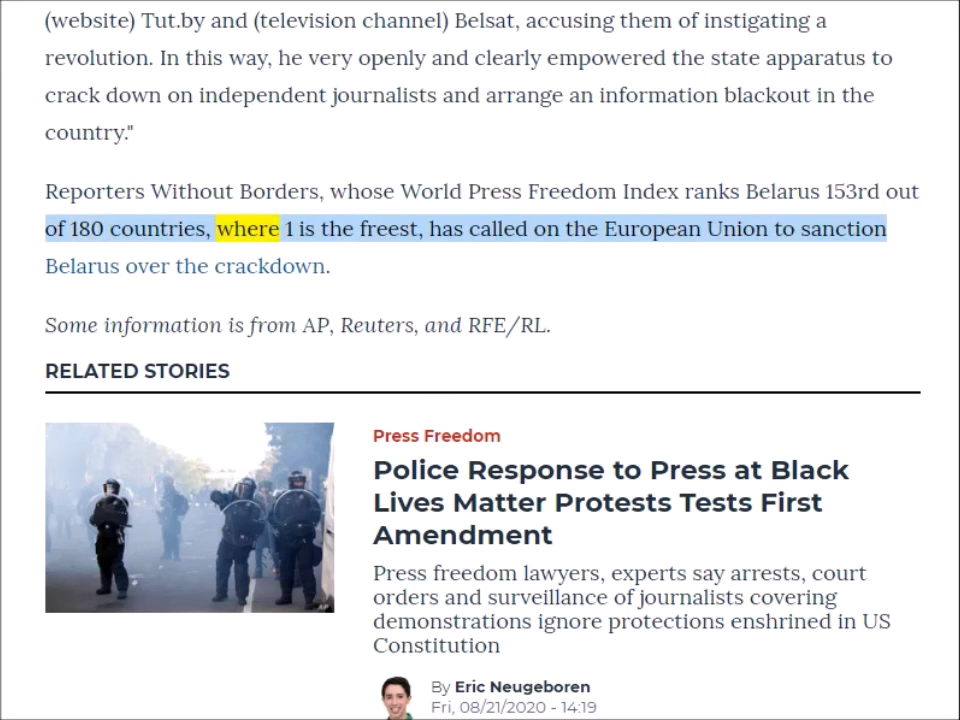 (website) Tut.by and (television channel) Belsat, accusing them of instigating a
revolution. In this way, he very openly and clearly empowered the state apparatus to
crack down on independent journalists and arrange an information blackout in the
country."
Reporters Without Borders, whose World Press Freedom Index ranks Belarus 153rd out
of 180 countries, where 1 is the freest, has called on the European Union to sanction
Belarus over the crackdown.
Some information is from AP, Reuters, and RFE/RL.
RELATED STORIES
Press Freedom
Police Response to Press at Black
Lives Matter Protests Tests First
Amendment
Press freedom lawyers, experts say arrests, court
orders and surveillance of journalists covering
demonstrations ignore protections enshrined in US
Constitution
By Eric Neugeboren
Fri, 08/21/2020 - 14:19